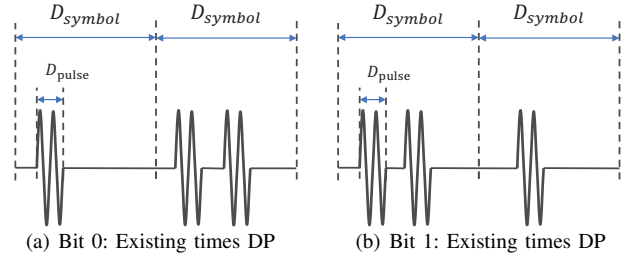 D_symbol D_symbol D_symbol D_symbol
D_pulse D_pulse
(a) Bit 0: Existing times DP (b) Bit 1: Existing times DP